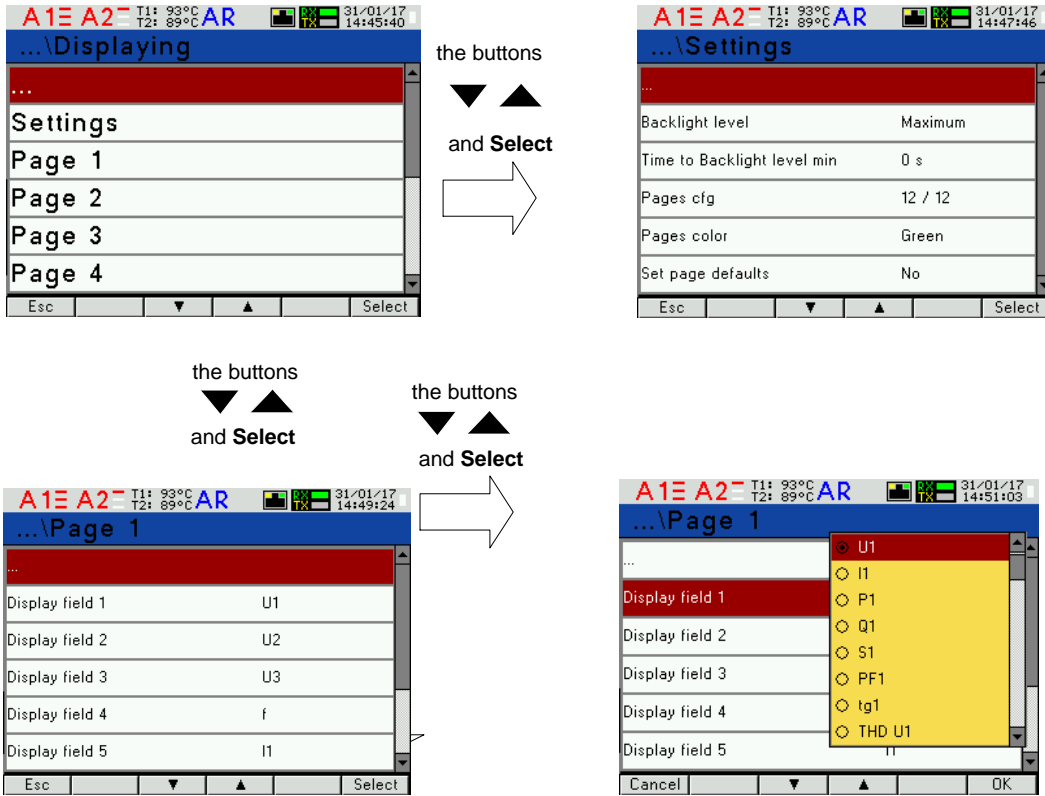 A1 A2 T1: 93°C T2: 89°C AR RX TX 31/01/17 14:45:40
...\Displaying
...
Settings
Page 1
Page 2
Page 3
Page 4
Esc ▼ ▲ Select
the buttons
▼ ▲
and Select
A1 A2 T1: 93°C T2: 89°C AR RX TX 31/01/17 14:47:46
...\Settings
...
Backlight level Maximum
Time to Backlight level min 0 s
Pages cfg 12 / 12
Pages color Green
Set page defaults No
Esc ▼ ▲ Select
the buttons
▼ ▲
and Select
the buttons
▼ ▲
and Select
A1 A2 T1: 93°C T2: 89°C AR RX TX 31/01/17 14:49:24
...\Page 1
...
Display field 1 U1
Display field 2 U2
Display field 3 U3
Display field 4 f
Display field 5 I1
Esc ▼ ▲ Select
A1 A2 T1: 93°C T2: 89°C AR RX TX 31/01/17 14:51:03
...\Page 1
...
Display field 1
Display field 2
Display field 3
Display field 4
Display field 5
U1
I1
P1
Q1
S1
PF1
tg1
THD U1
Cancel ▼ ▲ OK